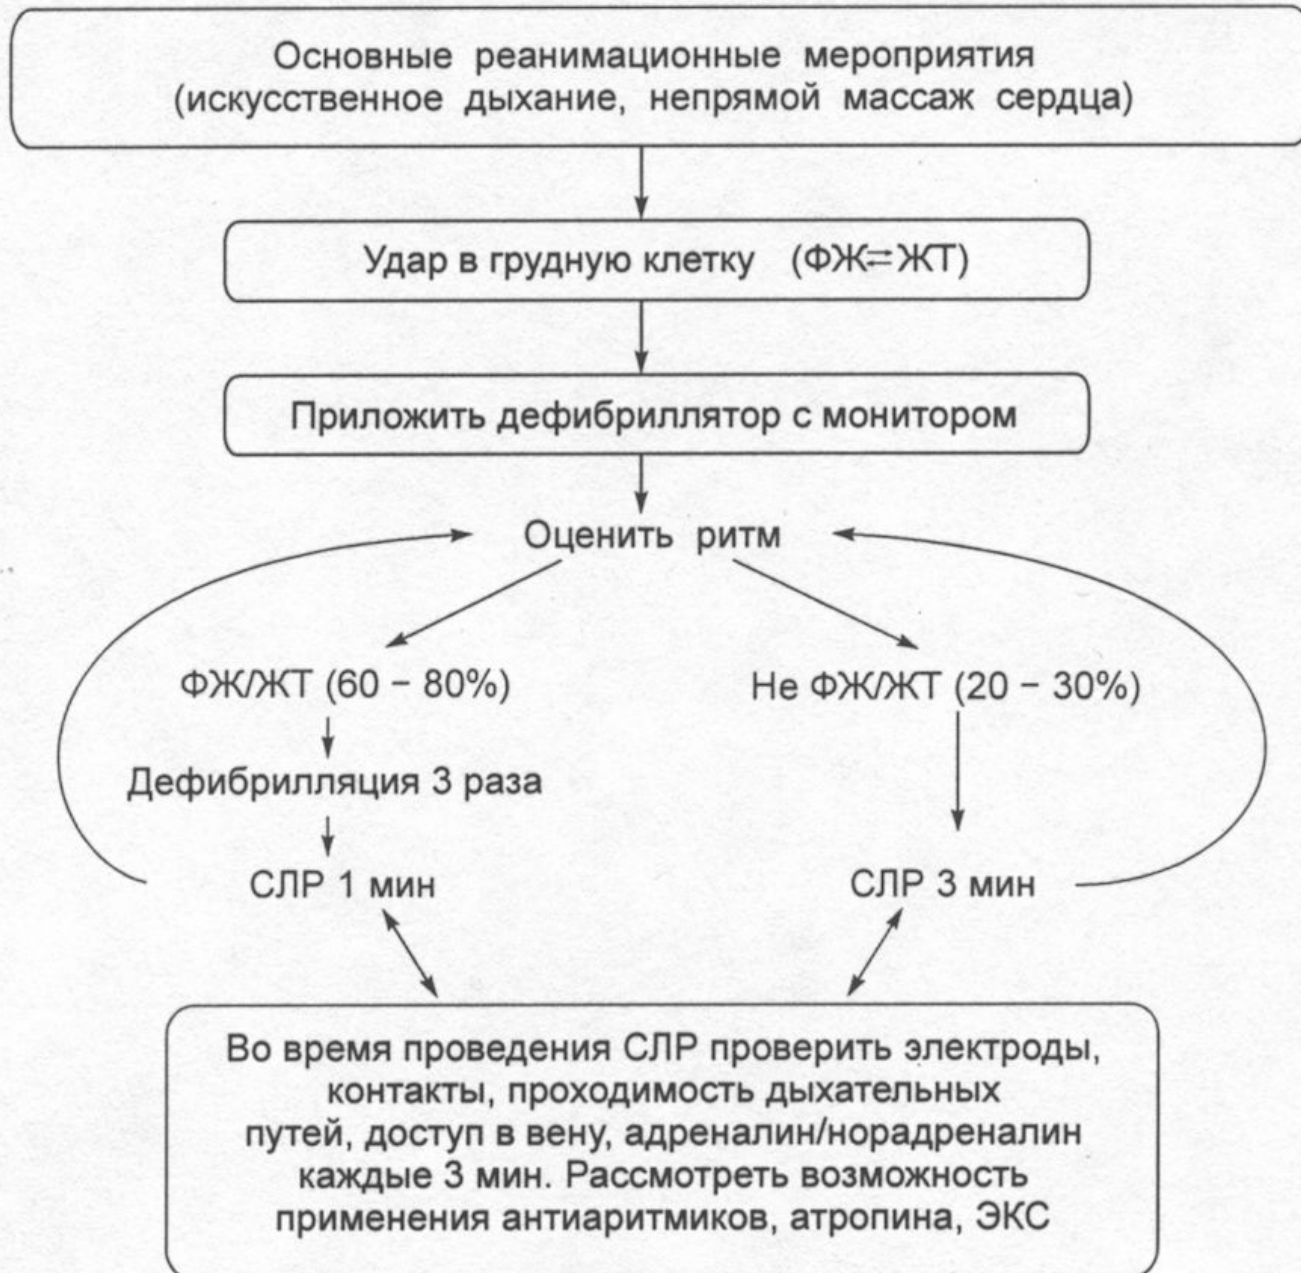 Основные реанимационные мероприятия
(искусственное дыхание, непрямой массаж сердца)
Удар в грудную клетку (ФЖ⇄ЖТ)
Приложить дефибриллятор с монитором
Оценить ритм
ФЖ/ЖТ (60 – 80%)
Не ФЖ/ЖТ (20 – 30%)
Дефибрилляция 3 раза
СЛР 1 мин
СЛР 3 мин
Во время проведения СЛР проверить электроды,
контакты, проходимость дыхательных
путей, доступ в вену, адреналин/норадреналин
каждые 3 мин. Рассмотреть возможность
применения антиаритмиков, атропина, ЭКС